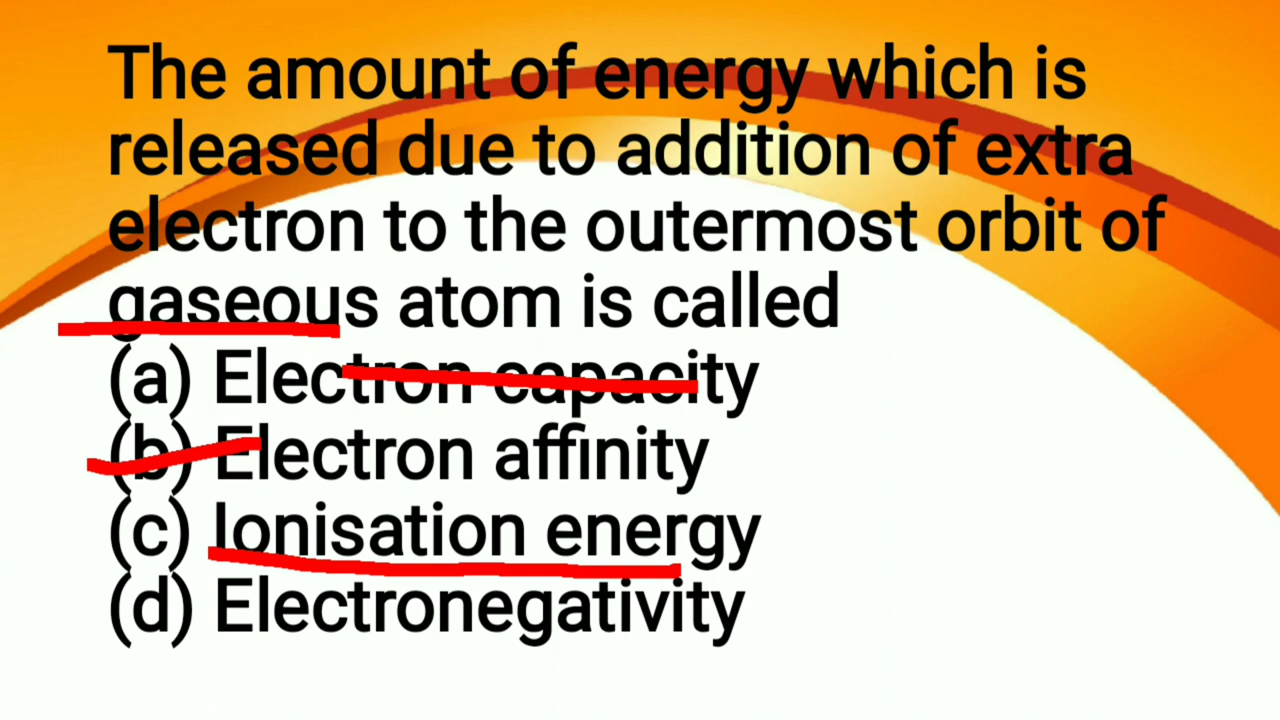 The amount of energy which is
released due to addition of extra
electron to the outermost orbit of
gaseous atom is called
(a) Electron capacity
(b) Electron affinity
(c) Ionisation energy
(d) Electronegativity